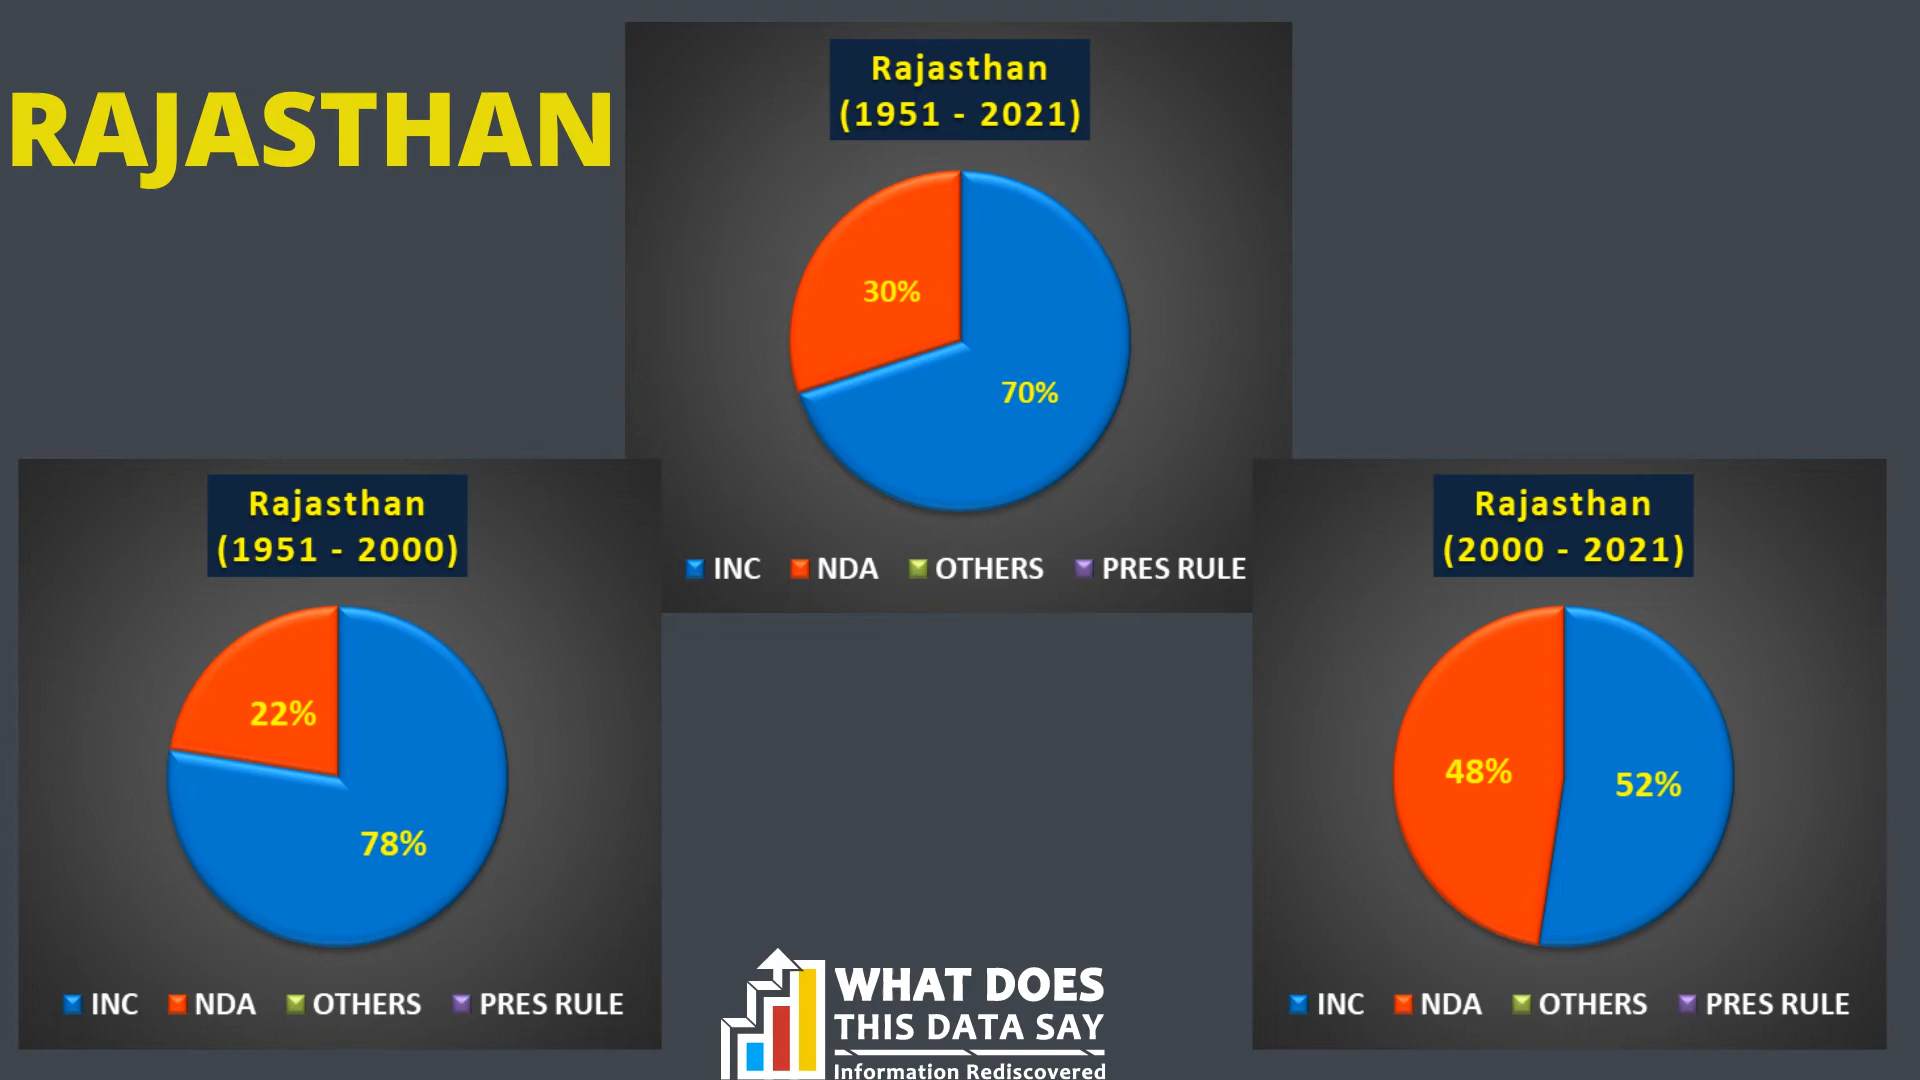 RAJASTHAN
Rajasthan
(1951 - 2021)
30%
70%
INC NDA OTHERS PRES RULE
Rajasthan
(1951 - 2000)
22%
78%
INC NDA OTHERS PRES RULE
Rajasthan
(2000 - 2021)
48%
52%
INC NDA OTHERS PRES RULE
WHAT DOES
THIS DATA SAY
Information Rediscovered